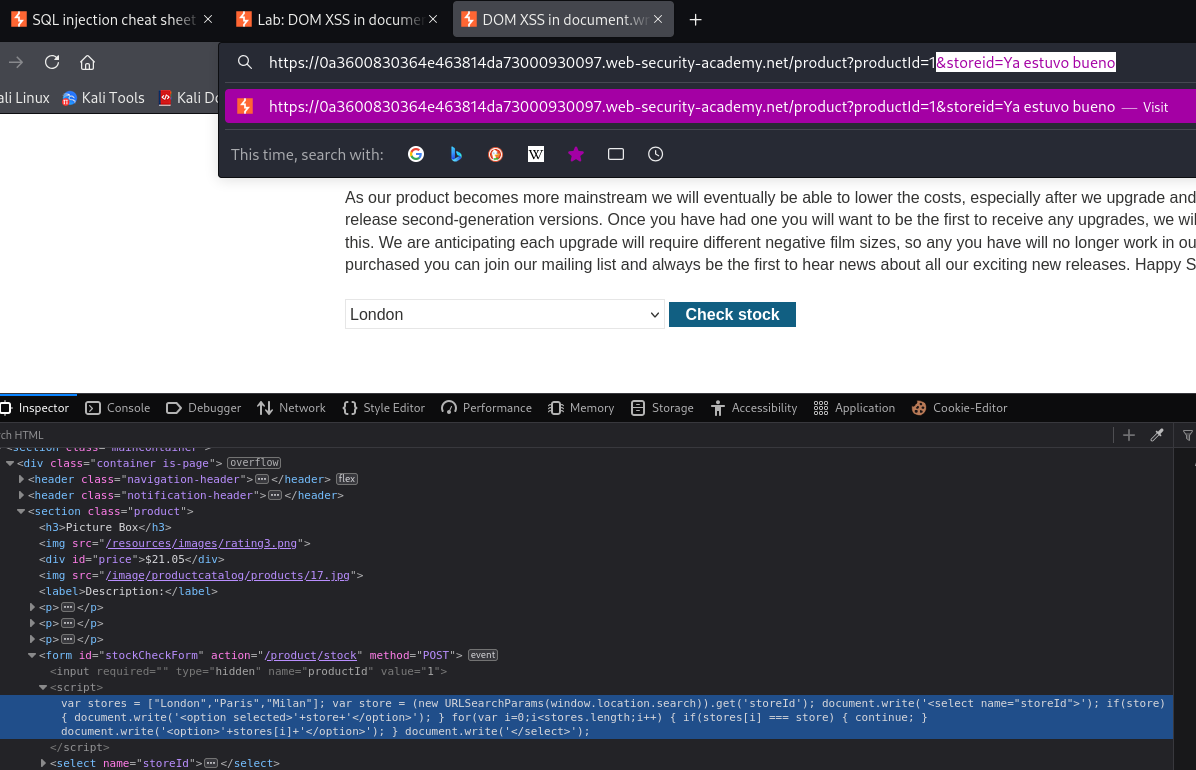 SQL injection cheat sheet
Lab: DOM XSS in docume
DOM XSS in document.wr
https://0a3600830364e463814da73000930097.web-security-academy.net/product?productId=1&storeid=Ya estuvo bueno
ali Linux
Kali Tools
Kali Do
https://0a3600830364e463814da73000930097.web-security-academy.net/product?productId=1&storeid=Ya estuvo bueno — Visit
This time, search with:
As our product becomes more mainstream we will eventually be able to lower the costs, especially after we upgrade and
release second-generation versions. Once you have had one you will want to be the first to receive any upgrades, we wil
this. We are anticipating each upgrade will require different negative film sizes, so any you have will no longer work in ou
purchased you can join our mailing list and always be the first to hear news about all our exciting new releases. Happy S
London
Check stock
Inspector
Console
Debugger
Network
Style Editor
Performance
Memory
Storage
Accessibility
Application
Cookie-Editor
ch HTML
<section class="maincontainer">
<div class="container is-page"> overflow
<header class="navigation-header"> ••• </header> flex
<header class="notification-header"> ••• </header>
<section class="product">
<h3>Picture Box</h3>
<img src="/resources/images/rating3.png">
<div id="price">$21.05</div>
<img src="/image/productcatalog/products/17.jpg">
<label>Description:</label>
<p> ••• </p>
<p> ••• </p>
<p> ••• </p>
<form id="stockCheckForm" action="/product/stock" method="POST"> event
<input required="" type="hidden" name="productId" value="1">
<script>
var stores = ["London","Paris","Milan"]; var store = (new URLSearchParams(window.location.search)).get('storeId'); document.write('<select name="storeId">'); if(store)
{ document.write('<option selected>'+store+'</option>'); } for(var i=0;i<stores.length;i++) { if(stores[i] === store) { continue; }
document.write('<option>'+stores[i]+'</option>'); } document.write('</select>');
</script>
<select name="storeId"> ••• </select>